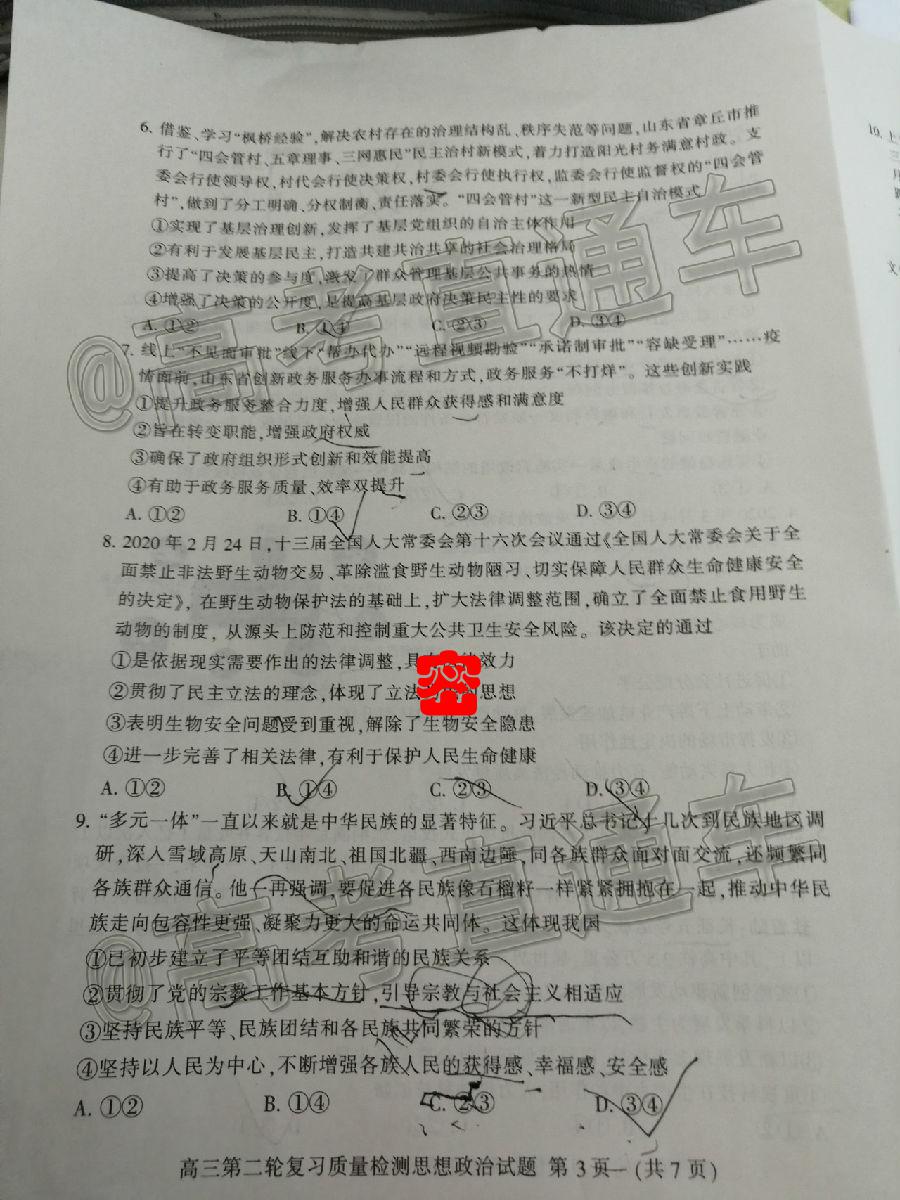 6. 借鉴、学习“枫桥经验”,解决农村存在的治理结构乱、秩序失范等问题,山东省章丘市推
行了“四会管村、五章理事、三网惠民”民主治村新模式,着力打造阳光村务满意村政。支
委会行使领导权,村代会行使决策权,村委会行使执行权,监委会行使监督权的“四会管
村”,做到了分工明确、分权制衡、责任落实。“四会管村”这一新型民主自治模式
①实现了基层治理创新,发挥了基层党组织的自治主体作用
②有利于发展基层民主,打造共建共治共享的社会治理格局
③提高了决策的参与度,激发了群众管理基层公共事务的热情
④增强了决策的公开度,是提高基层政府决策民主性的要求
A. ①② B. ①④ C. ②③ D. ③④
7. 线上“不见面审批”线下“帮办代办”“远程视频勘验”“承诺制审批”“容缺受理”……疫
情面前,山东省创新政务服务办事流程和方式,政务服务“不打烊”。这些创新实践
①提升政务服务整合力度,增强人民群众获得感和满意度
②旨在转变职能,增强政府权威
③确保了政府组织形式创新和效能提高
④有助于政务服务质量、效率双提升
A. ①② B. ①④ C. ②③ D. ③④
8. 2020年2月24日,十三届全国人大常委会第十六次会议通过《全国人大常委会关于全
面禁止非法野生动物交易、革除滥食野生动物陋习、切实保障人民群众生命健康安全
的决定》,在野生动物保护法的基础上,扩大法律调整范围,确立了全面禁止食用野生
动物的制度,从源头上防范和控制重大公共卫生安全风险。该决定的通过
①是依据现实需要作出的法律调整,具 效力
②贯彻了民主立法的理念,体现了立法 思想
③表明生物安全问题受到重视,解除了生物安全隐患
④进一步完善了相关法律,有利于保护人民生命健康
A. ①② B. ①④ C. ②③ D. ③④
9. “多元一体”一直以来就是中华民族的显著特征。习近平总书记十几次到民族地区调
研,深入雪域高原、天山南北、祖国北疆、西南边陲,同各族群众面对面交流,还频繁同
各族群众通信。他一再强调,要促进各民族像石榴籽一样紧紧拥抱在一起,推动中华民
族走向包容性更强、凝聚力更大的命运共同体。这体现我国
①已初步建立了平等团结互助和谐的民族关系
②贯彻了党的宗教工作基本方针,引导宗教与社会主义相适应
③坚持民族平等、民族团结和各民族共同繁荣的方针
④坚持以人民为中心,不断增强各族人民的获得感、幸福感、安全感
A. ①② B. ①④ C. ②③ D. ③④
高三第二轮复习质量检测思想政治试题 第3页 (共7页)
@高考直通车
@高考直通车
10. 上
三
月